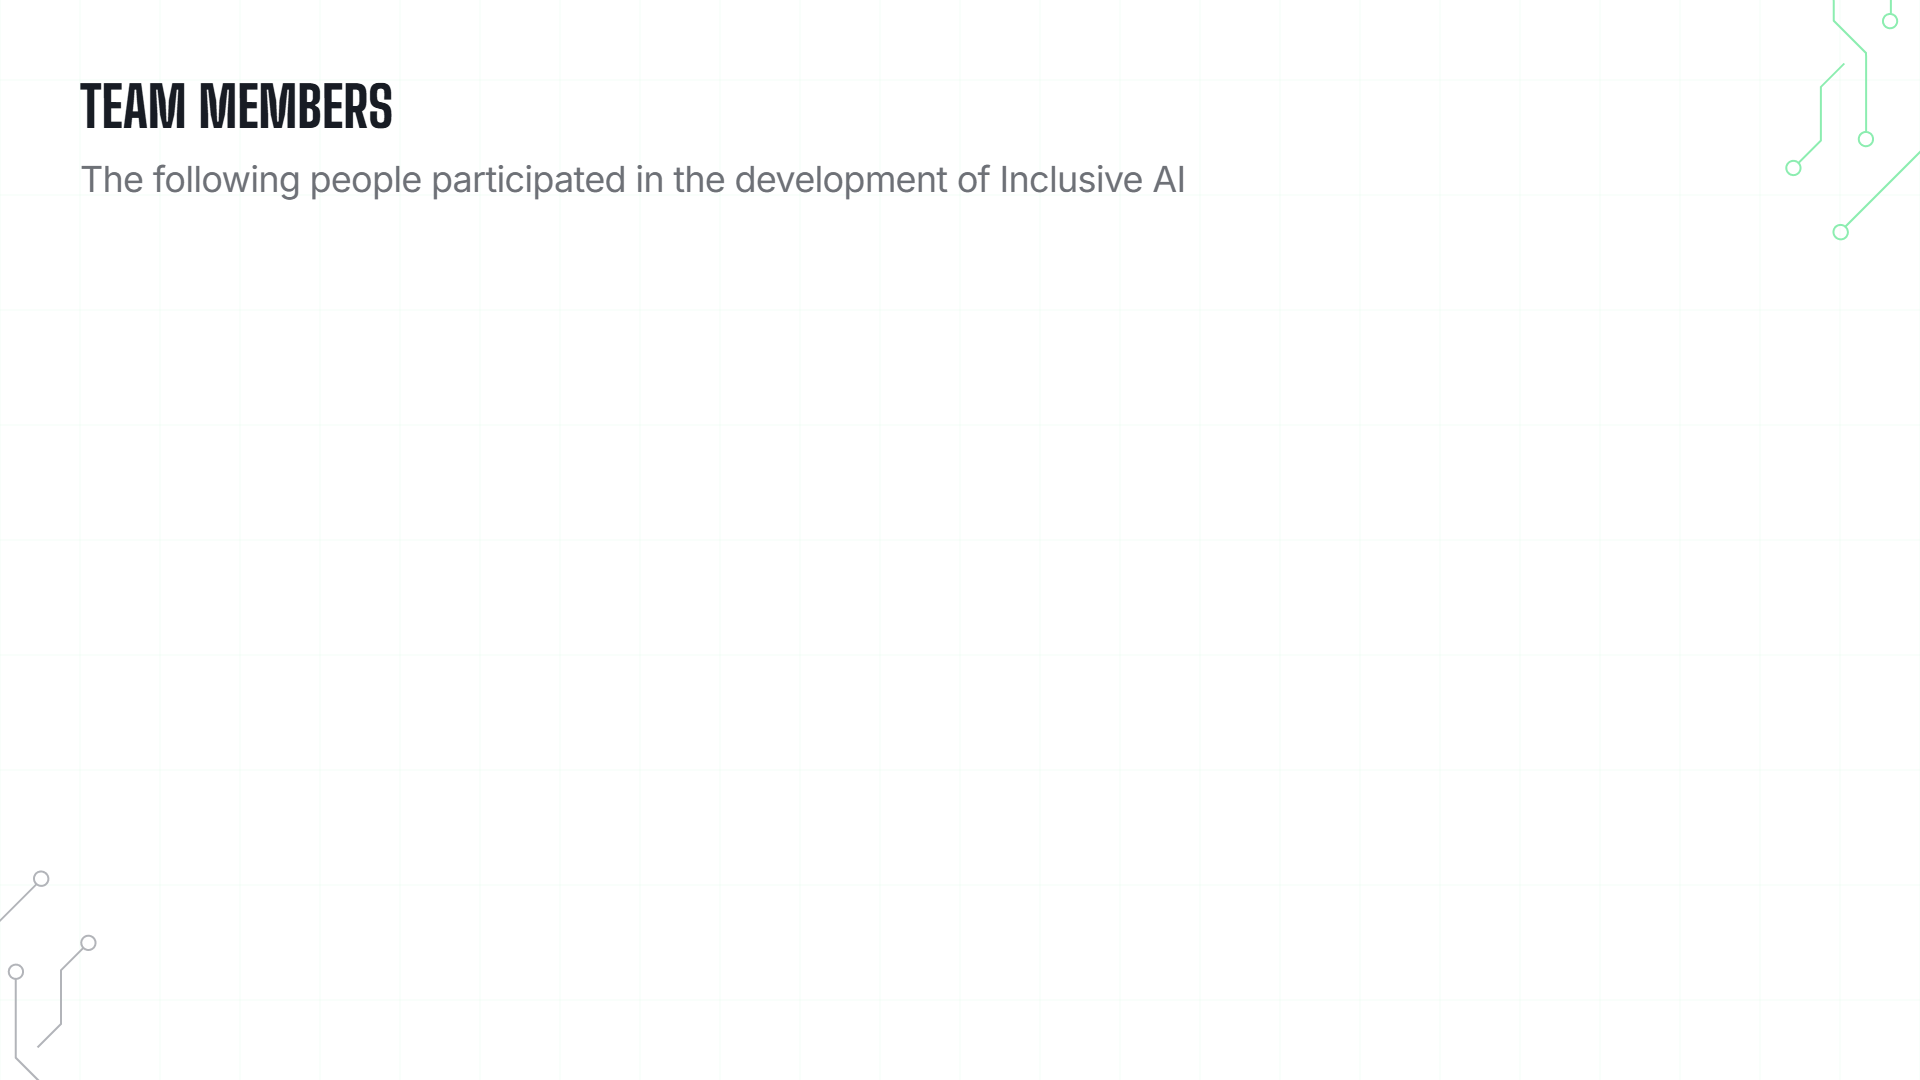 TEAM MEMBERS
The following people participated in the development of Inclusive AI